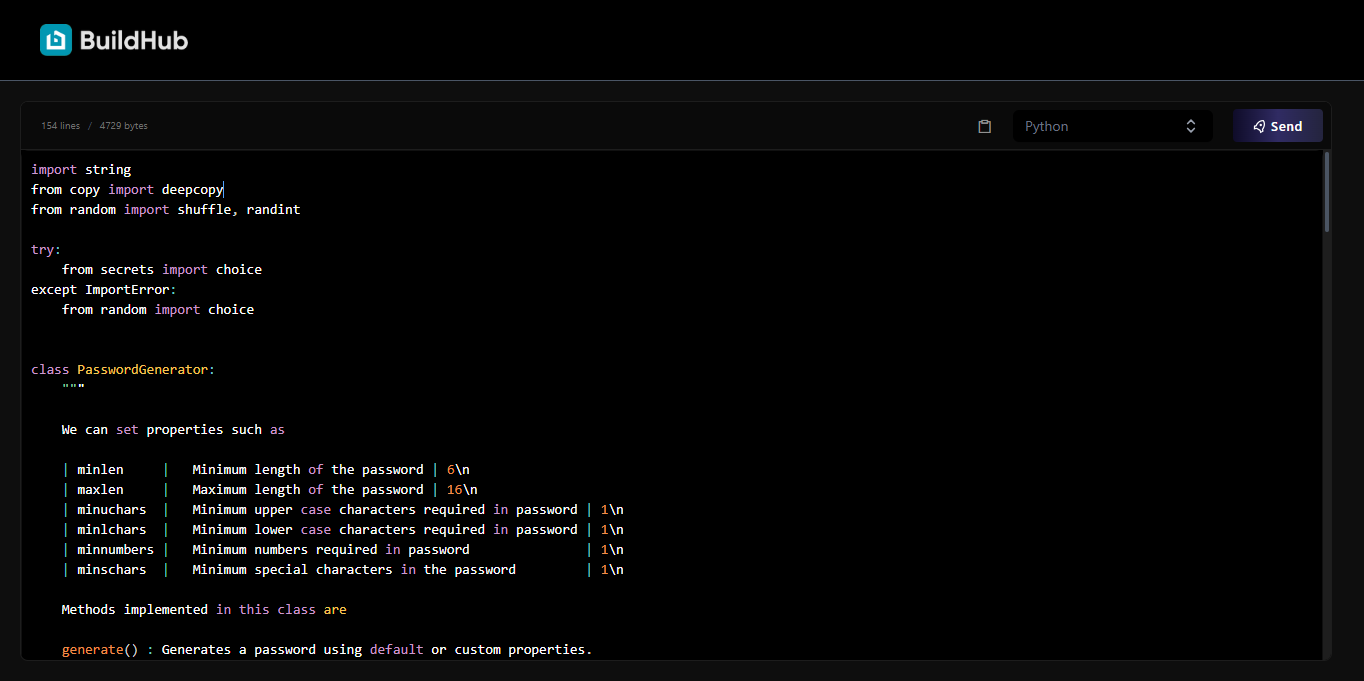 BuildHub
154 lines / 4729 bytes
Python
Send
import string
from copy import deepcopy
from random import shuffle, randint
try:
from secrets import choice
except ImportError:
from random import choice
class PasswordGenerator:
"""
We can set properties such as
| minlen | Minimum length of the password | 6\n
| maxlen | Maximum length of the password | 16\n
| minuchars | Minimum upper case characters required in password | 1\n
| minlchars | Minimum lower case characters required in password | 1\n
| minnumbers | Minimum numbers required in password | 1\n
| minschars | Minimum special characters in the password | 1\n
Methods implemented in this class are
generate() : Generates a password using default or custom properties.